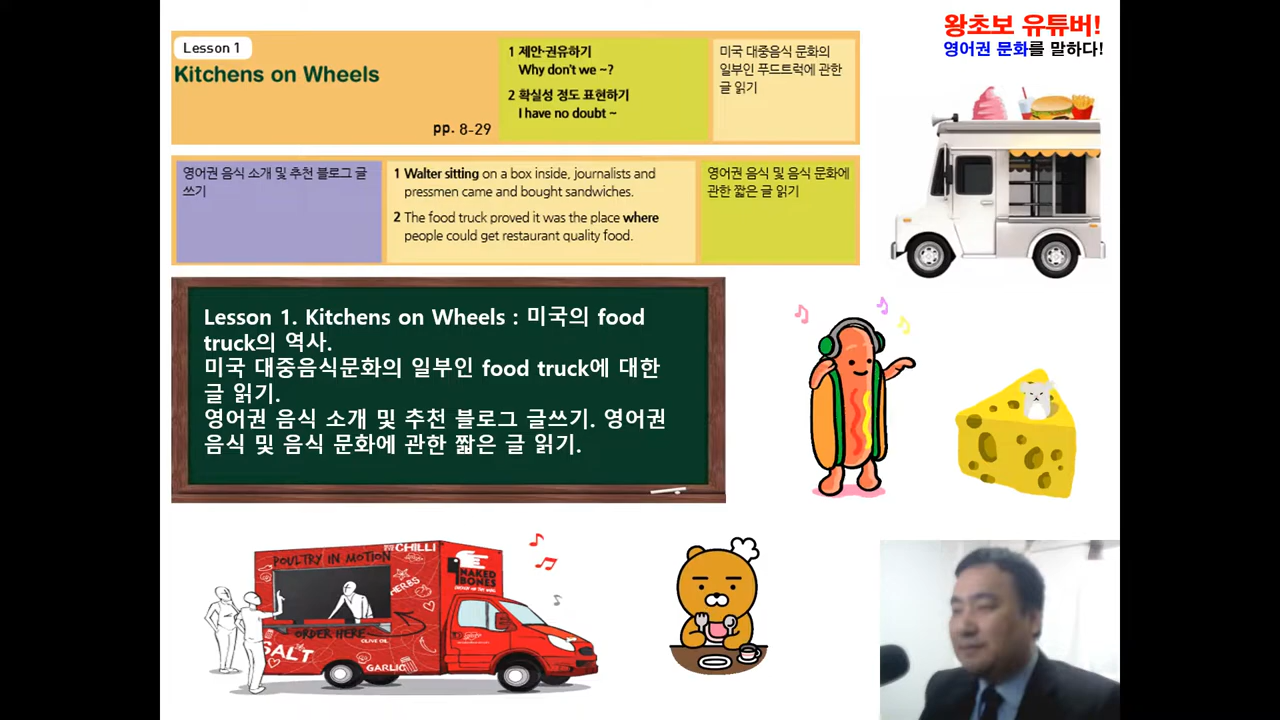 왕초보 유튜버!
영어권 문화를 말하다!
Lesson 1
Kitchens on Wheels
pp. 8-29
1 제안·권유하기
Why don't we ~?
2 확실성 정도 표현하기
I have no doubt ~
미국 대중음식 문화의
일부인 푸드트럭에 관한
글 읽기
영어권 음식 소개 및 추천 블로그 글
쓰기
1 Walter sitting on a box inside, journalists and
pressmen came and bought sandwiches.
2 The food truck proved it was the place where
people could get restaurant quality food.
영어권 음식 및 음식 문화에
관한 짧은 글 읽기
Lesson 1. Kitchens on Wheels : 미국의 food
truck의 역사.
미국 대중음식문화의 일부인 food truck에 대한
글 읽기.
영어권 음식 소개 및 추천 블로그 글쓰기. 영어권
음식 및 음식 문화에 관한 짧은 글 읽기.
POULTRY IN MOTION
CHILLI
NAKED
BONES
HERBS
ORDER HERE
OLIVE OIL
SALT
GARLIC